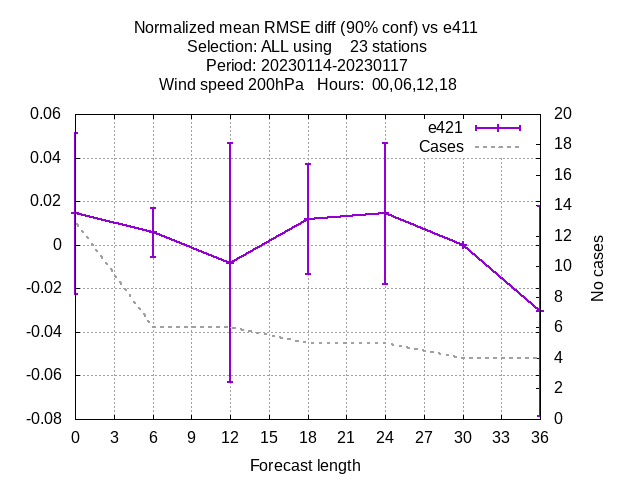 Normalized mean RMSE diff (90% conf) vs e411
Selection: ALL using    23 stations
Period: 20230114-20230117
Wind speed 200hPa   Hours:  00,06,12,18
0.06
0.04
0.02
0
-0.02
-0.04
-0.06
-0.08
e421
Cases
20
18
16
14
12
10
8
6
4
2
0
No cases
0 3 6 9 12 15 18 21 24 27 30 33 36
Forecast length